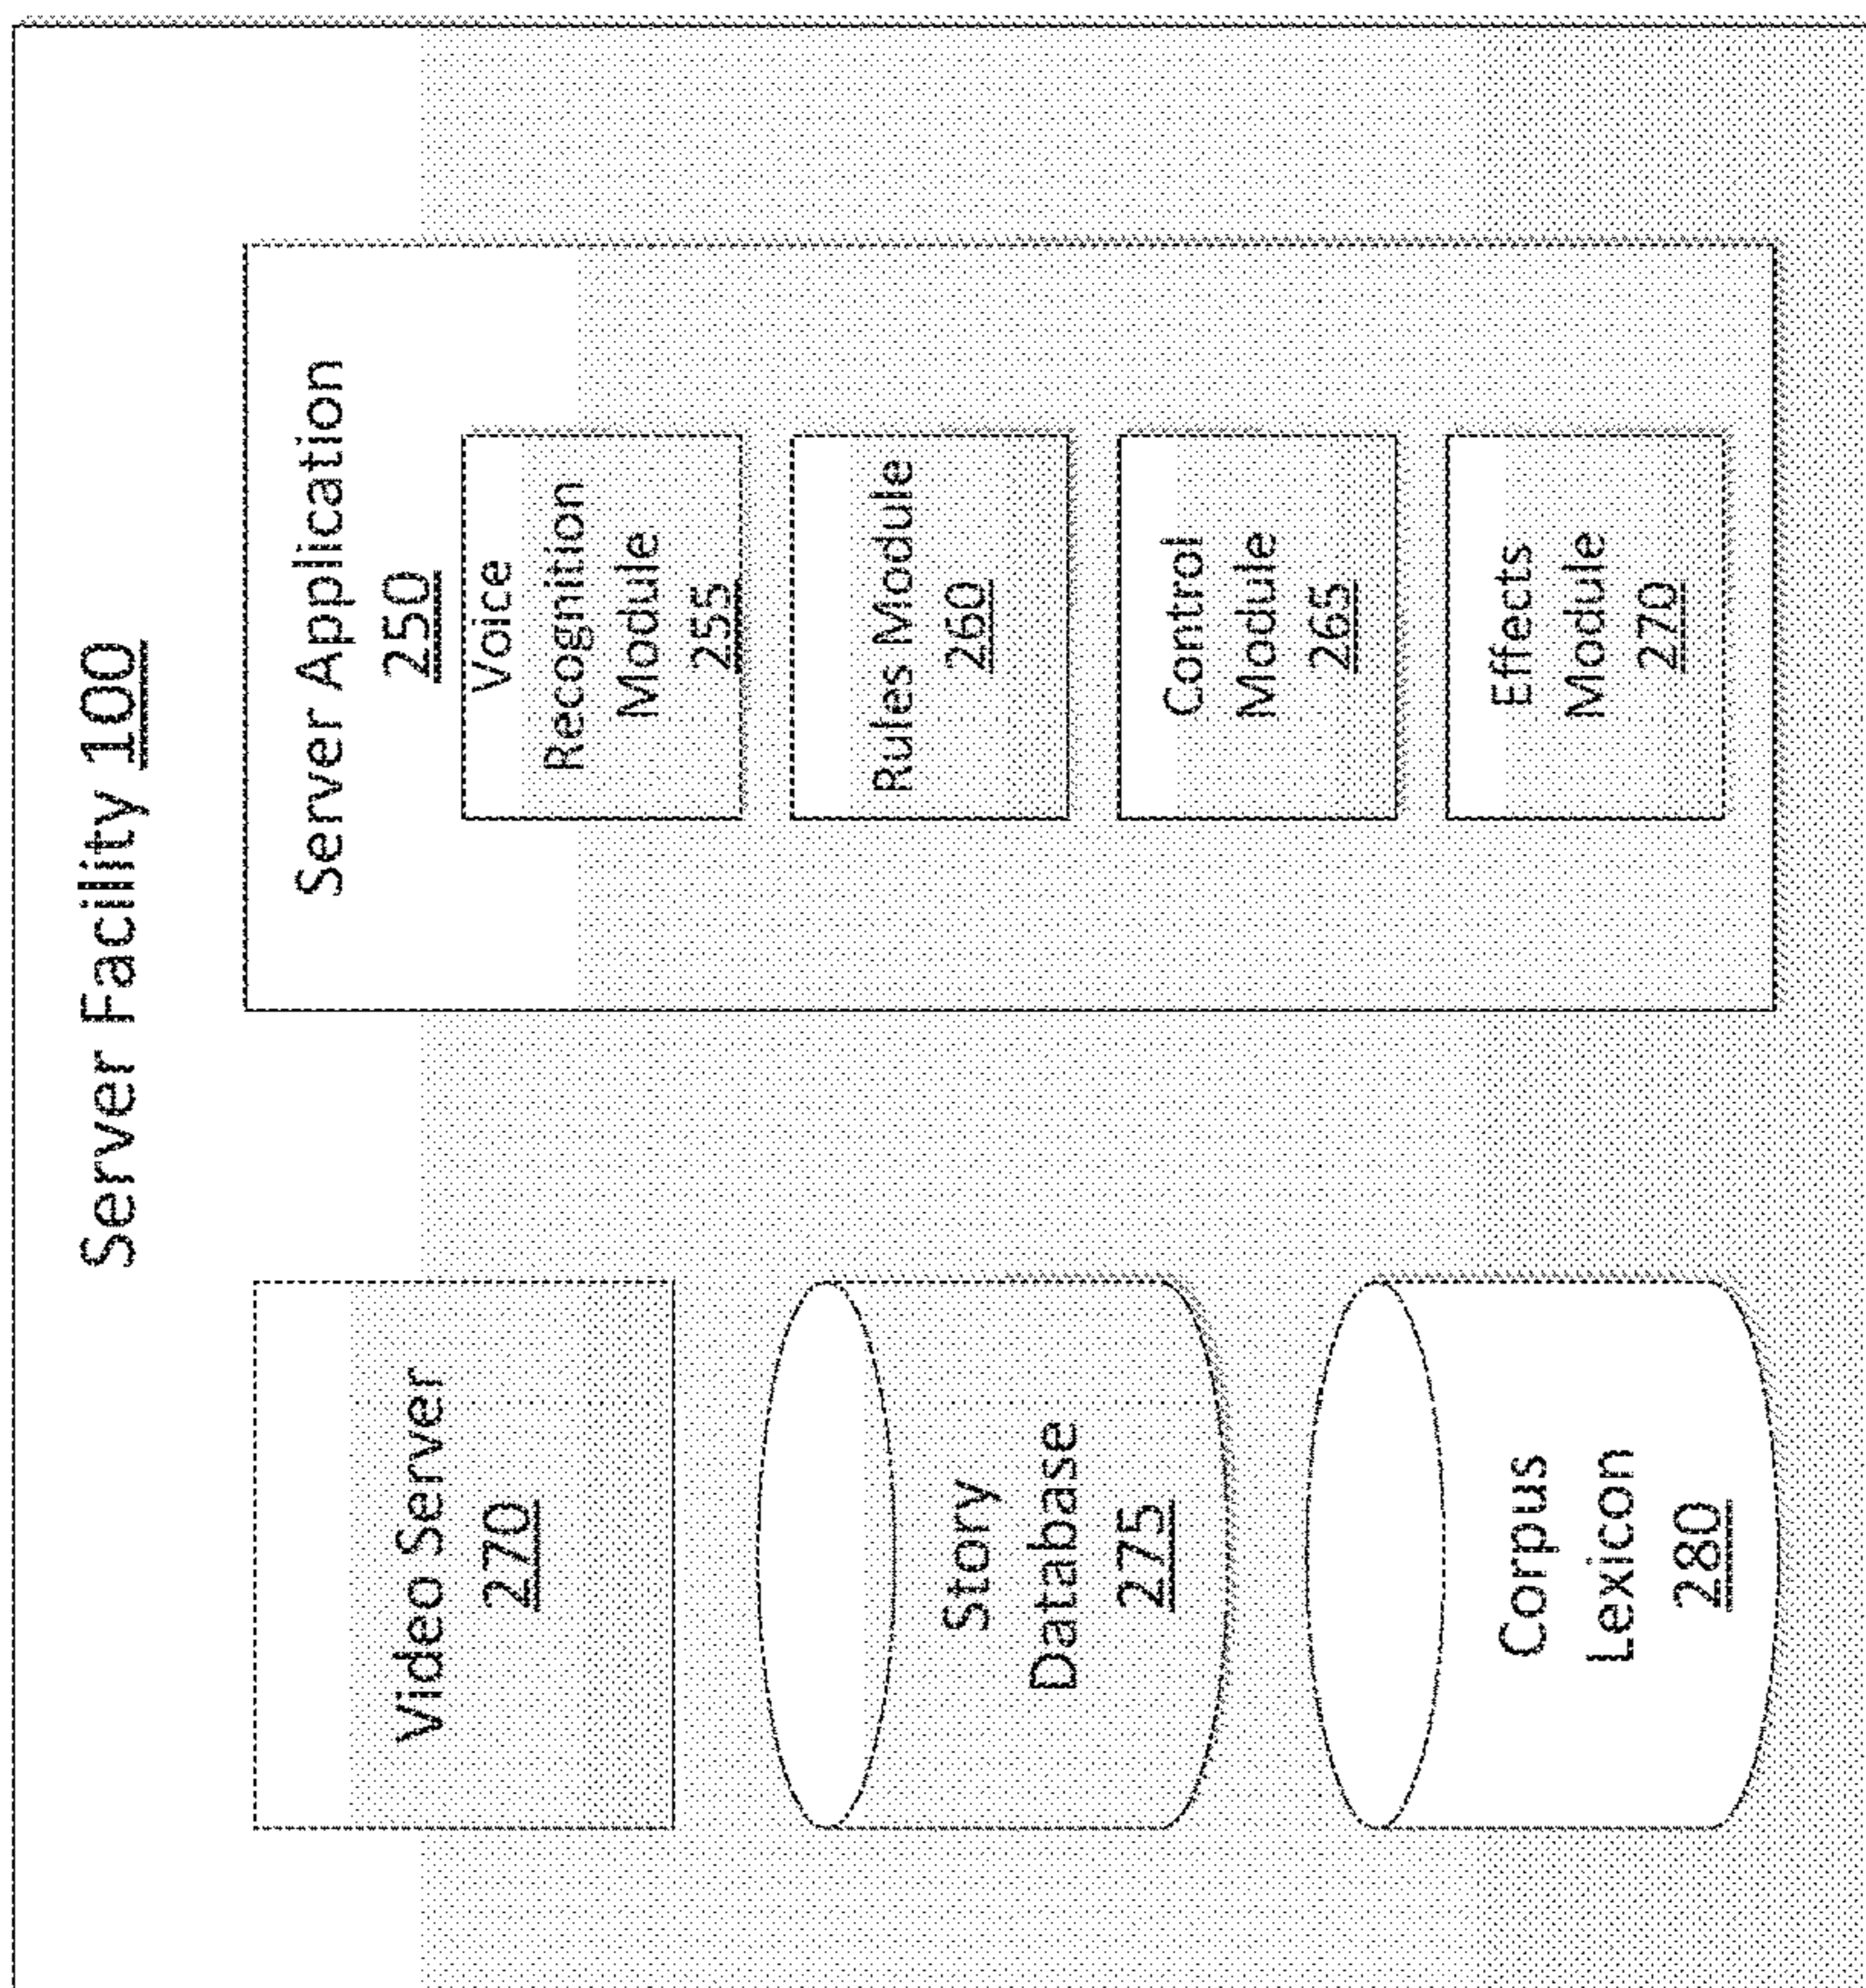 Server Facility 100
Video Server
270
Story
Database
275
Corpus
Lexicon
280
Server Application
250
Voice
Recognition
Module
255
Rules Module
260
Control
Module
265
Effects
Module
270